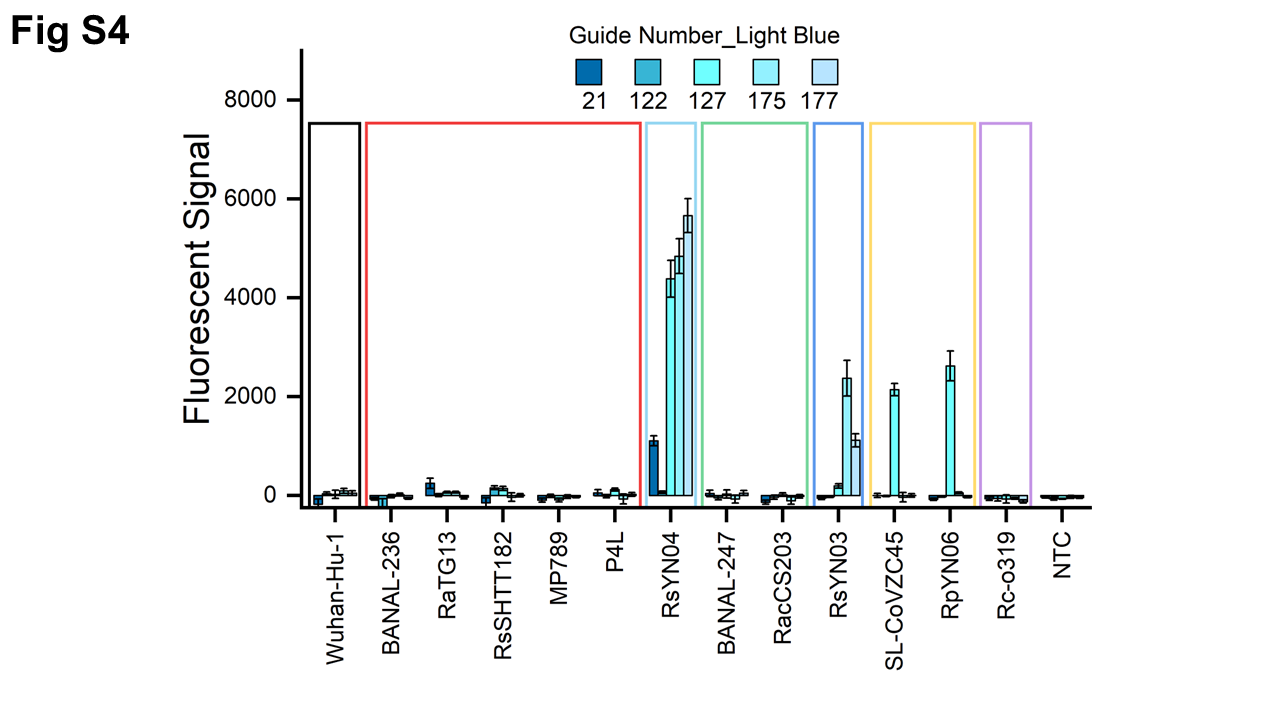 Fig S4
Guide Number_Light Blue
21 122 127 175 177
Fluorescent Signal
8000
6000
4000
2000
0
Wuhan-Hu-1
BANAL-236
RaTG13
RsSHTT182
MP789
P4L
RsYN04
BANAL-247
RacCS203
RsYN03
SL-CoVZC45
RpYN06
Rc-o319
NTC